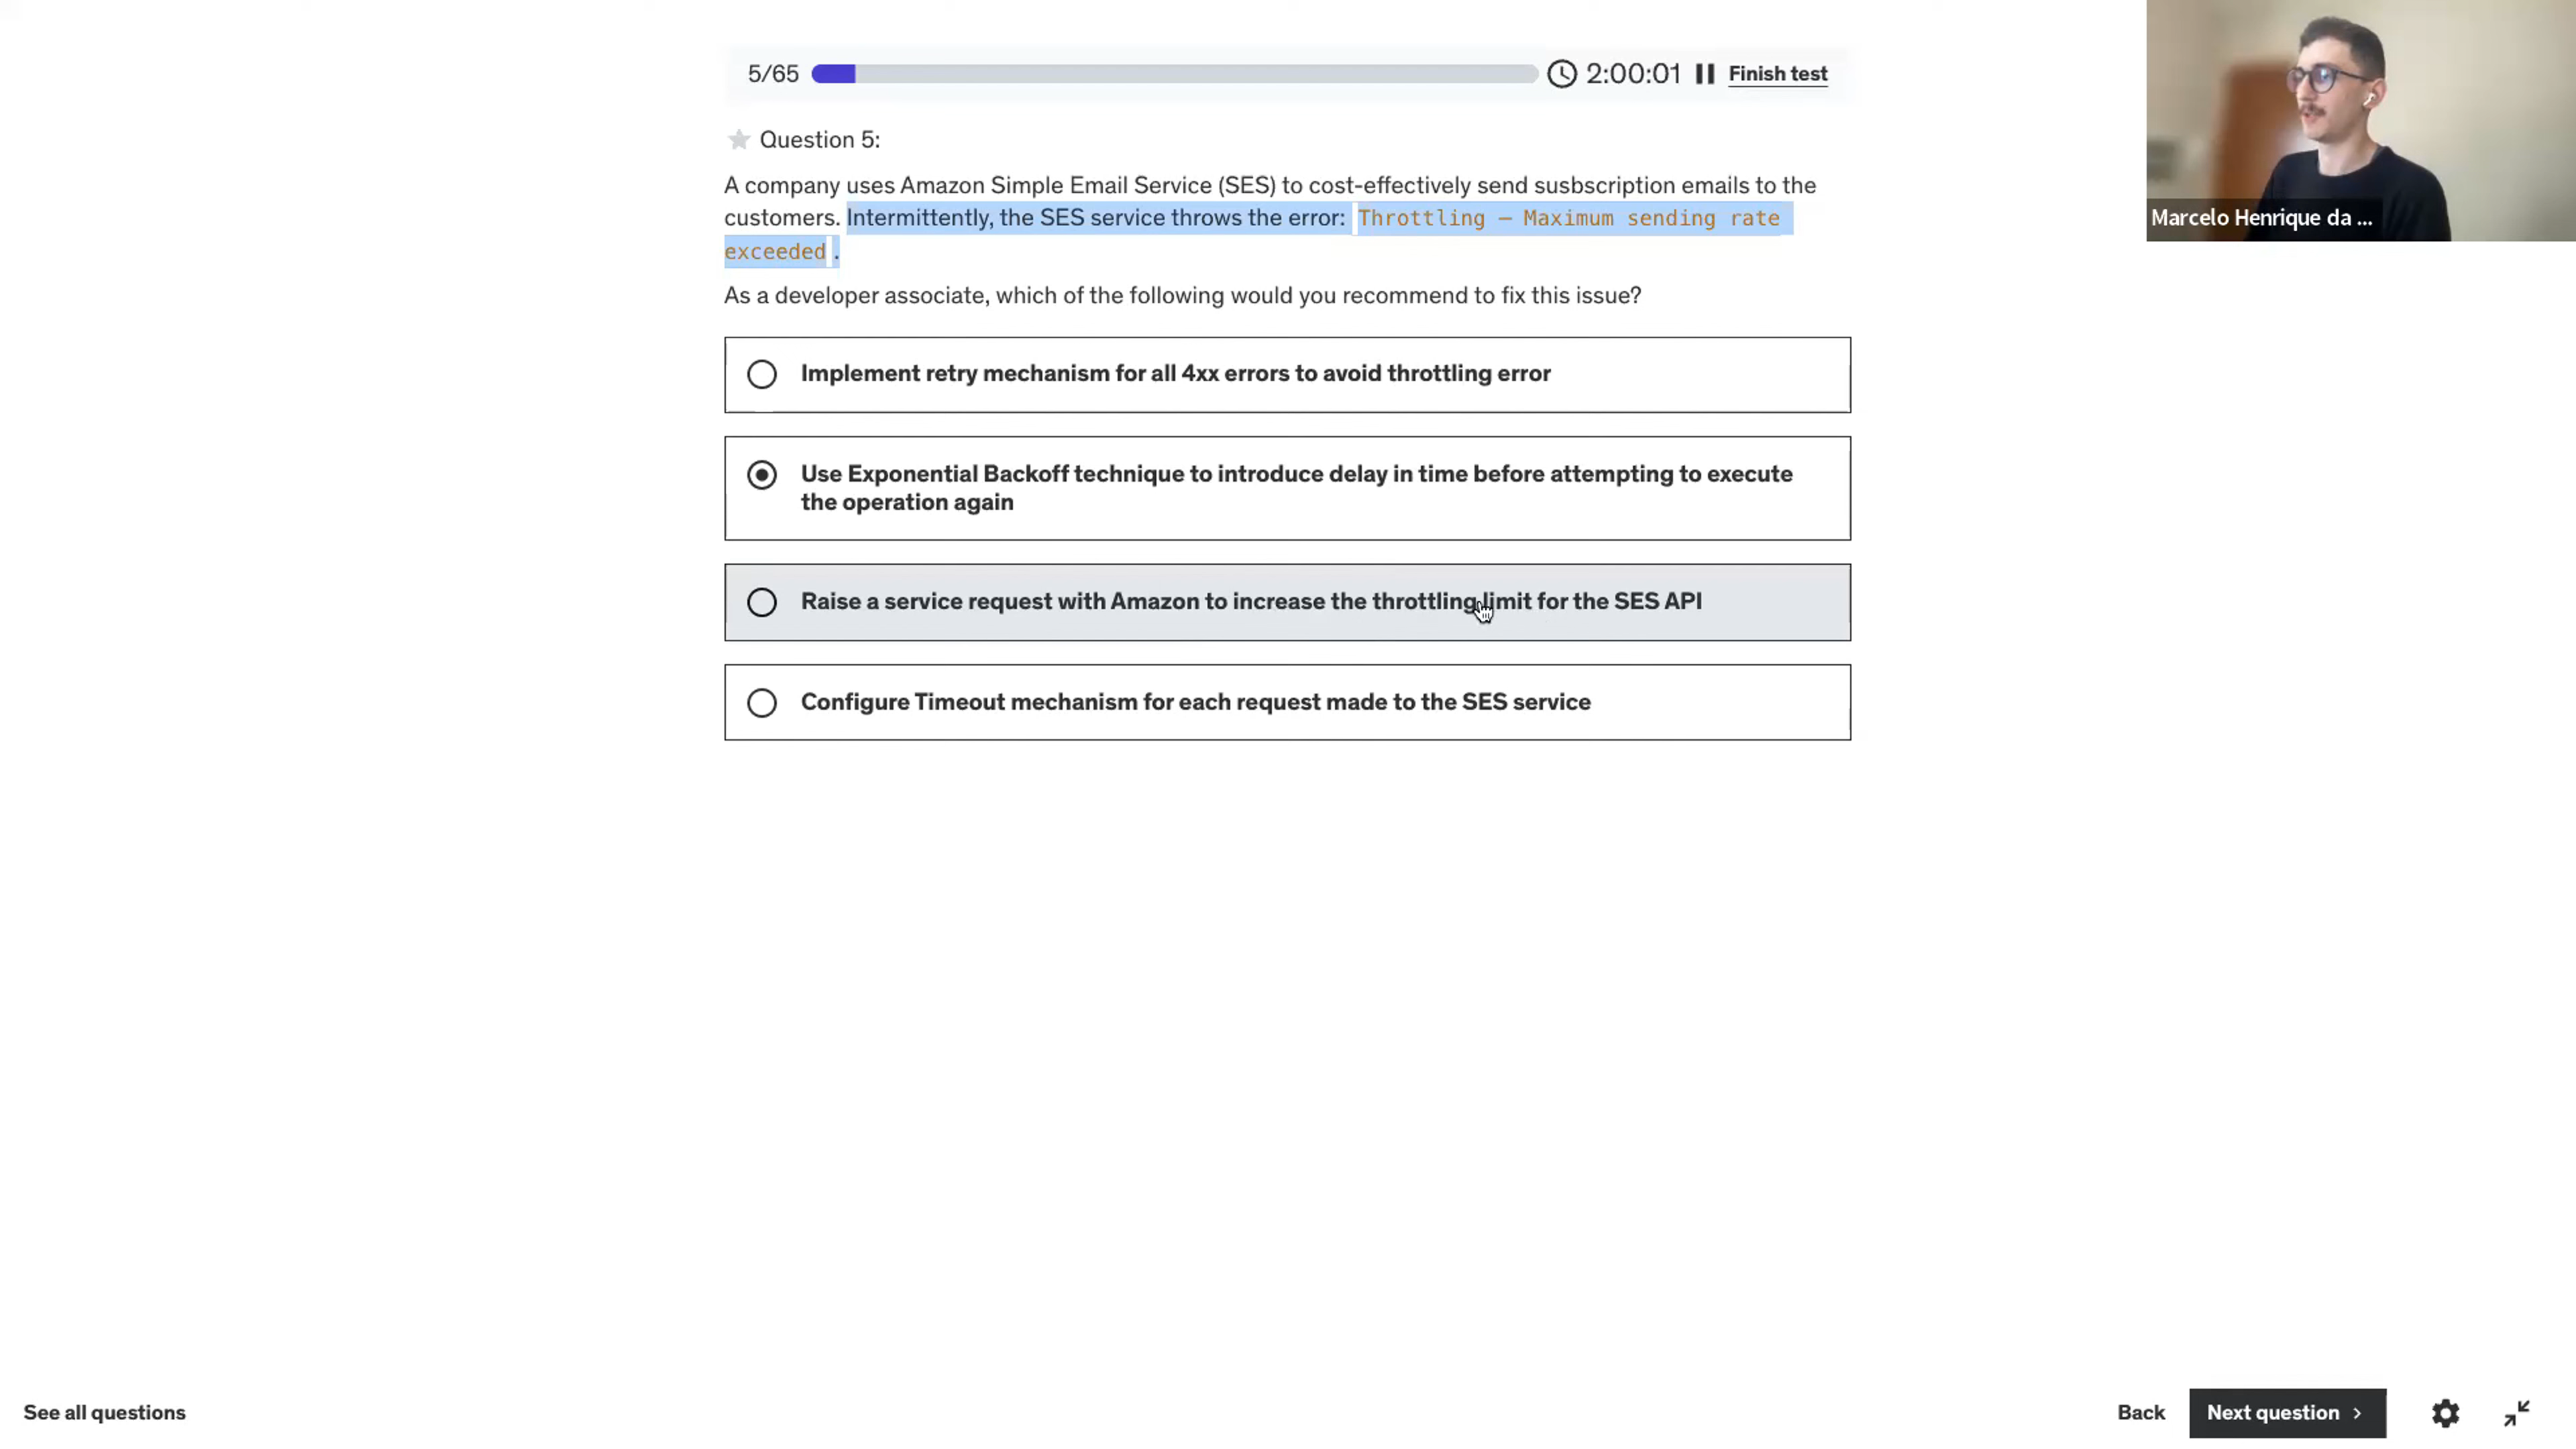 5/65
2:00:01
Finish test
Question 5:
A company uses Amazon Simple Email Service (SES) to cost-effectively send susbscription emails to the
customers. Intermittently, the SES service throws the error: Throttling – Maximum sending rate
exceeded.
As a developer associate, which of the following would you recommend to fix this issue?
Implement retry mechanism for all 4xx errors to avoid throttling error
Use Exponential Backoff technique to introduce delay in time before attempting to execute
the operation again
Raise a service request with Amazon to increase the throttling limit for the SES API
Configure Timeout mechanism for each request made to the SES service
Marcelo Henrique da ...
See all questions
Back
Next question